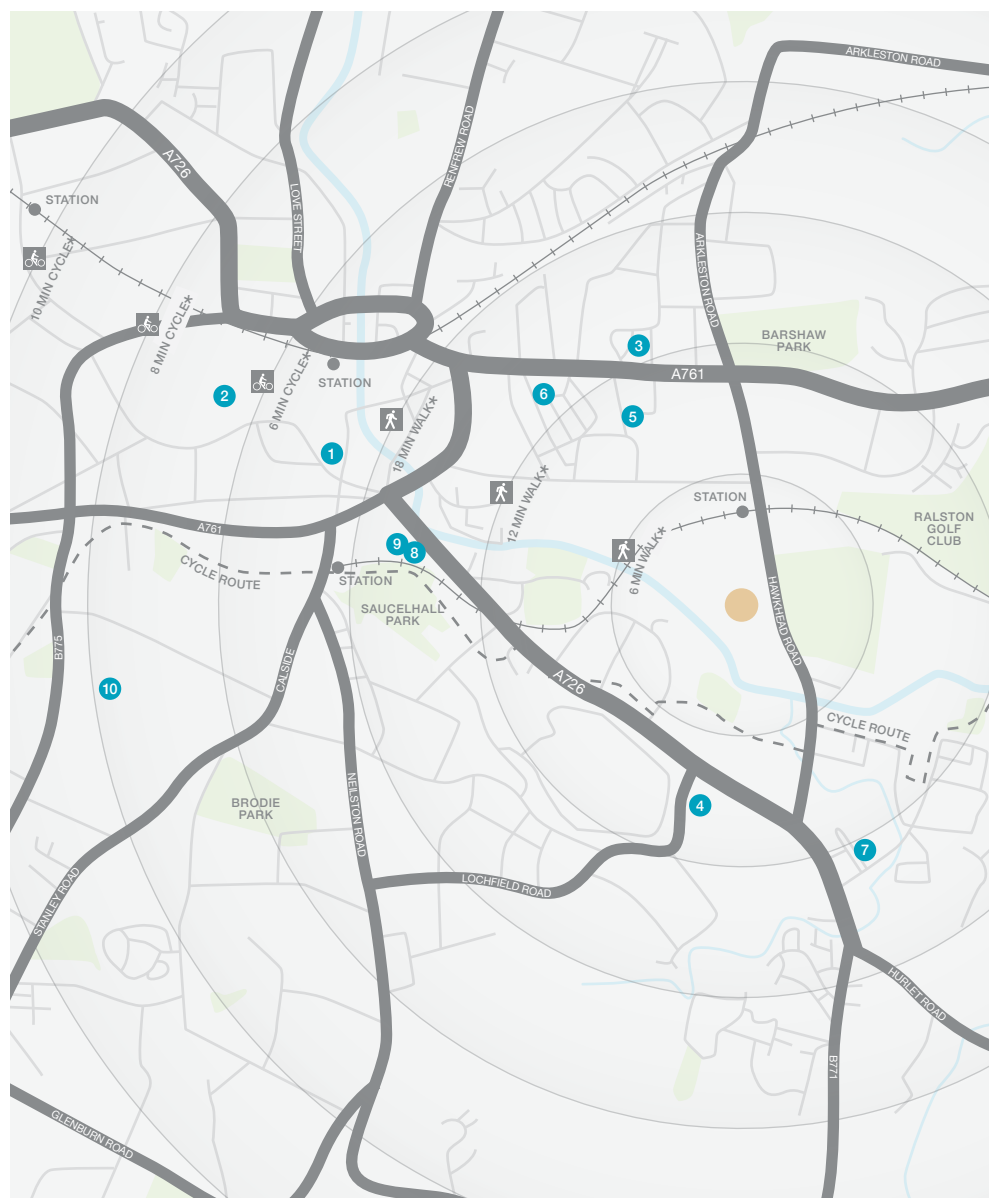 ARKLESTON ROAD
RENFREW ROAD
A726
STATION
LOVE STREET
ARKLESTON ROAD
10 MIN CYCLE*
8 MIN CYCLE*
BARSHAW
PARK
3
6 MIN CYCLE*
STATION
A761
2
6
18 MIN WALK*
5
1
12 MIN WALK*
STATION
6 MIN WALK*
RALSTON
GOLF
CLUB
A761
9
8
CYCLE ROUTE
STATION
SAUCELHALL
PARK
HAWKHEAD ROAD
B775
CALSIDE
A726
10
CYCLE ROUTE
BRODIE
PARK
NEILSTON ROAD
4
7
LOCHFIELD ROAD
STANLEY ROAD
HURLET ROAD
B771
GLENBURN ROAD